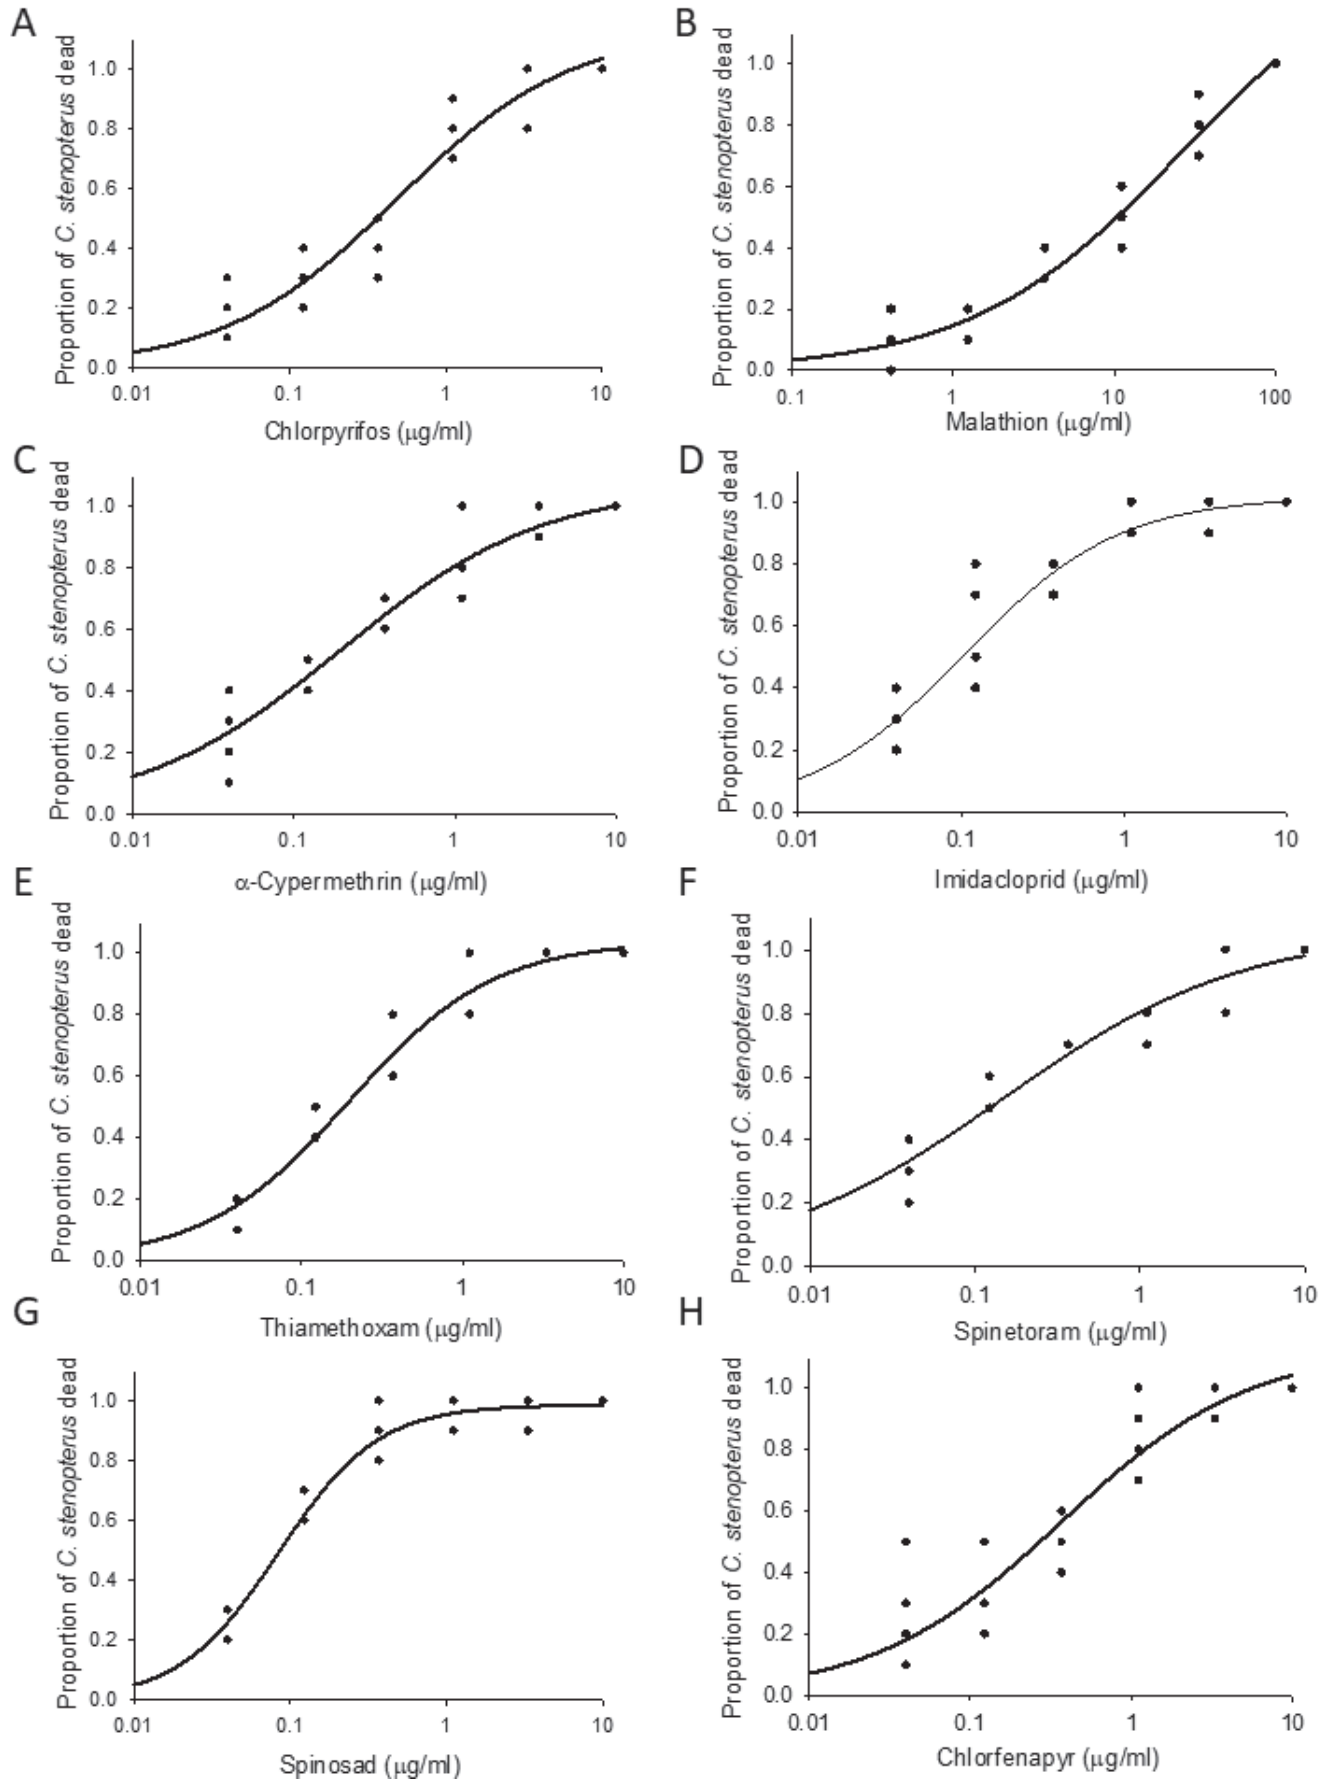 A
Proportion of C. stenopterus dead
1.0
0.8
0.6
0.4
0.2
0.0
0.01 0.1 1 10
Chlorpyrifos (μg/ml)
B
Proportion of C. stenopterus dead
1.0
0.8
0.6
0.4
0.2
0.0
0.1 1 10 100
Malathion (μg/ml)
C
Proportion of C. stenopterus dead
1.0
0.8
0.6
0.4
0.2
0.0
0.01 0.1 1 10
α-Cypermethrin (μg/ml)
D
Proportion of C. stenopterus dead
1.0
0.8
0.6
0.4
0.2
0.0
0.01 0.1 1 10
Imidacloprid (μg/ml)
E
Proportion of C. stenopterus dead
1.0
0.8
0.6
0.4
0.2
0.0
0.01 0.1 1 10
Thiamethoxam (μg/ml)
F
Proportion of C. stenopterus dead
1.0
0.8
0.6
0.4
0.2
0.0
0.01 0.1 1 10
Spinetoram (μg/ml)
G
Proportion of C. stenopterus dead
1.0
0.8
0.6
0.4
0.2
0.0
0.01 0.1 1 10
Spinosad (μg/ml)
H
Proportion of C. stenopterus dead
1.0
0.8
0.6
0.4
0.2
0.0
0.01 0.1 1 10
Chlorfenapyr (μg/ml)